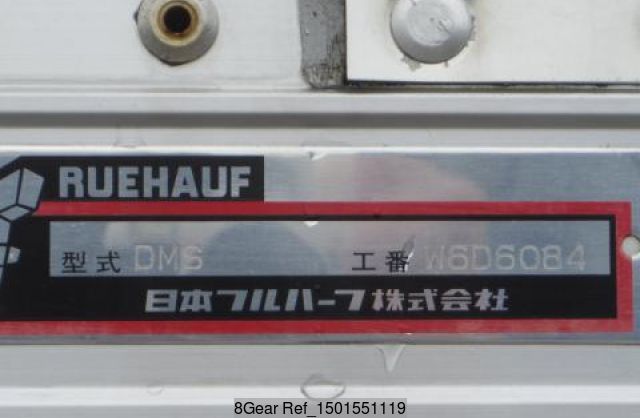 RUEHAUF
型式 DMS 工番 W6D6084
日本フルハーフ株式会社
8Gear Ref_1501551119